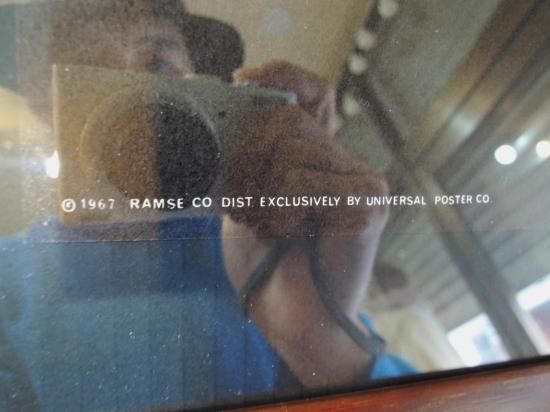 © 1967 RAMSE CO DIST. EXCLUSIVELY BY UNIVERSAL POSTER CO.